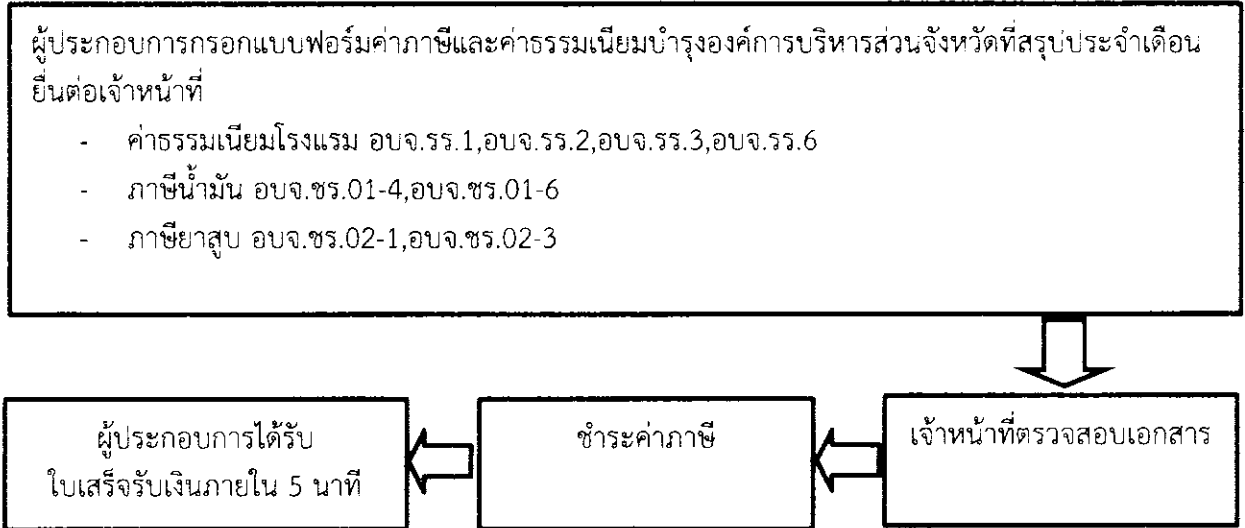 ผู้ประกอบการกรอกแบบฟอร์มค่าภาษีและค่าธรรมเนียมบำรุงองค์การบริหารส่วนจังหวัดที่สรุปประจำเดือน
ยื่นต่อเจ้าหน้าที่
- ค่าธรรมเนียมโรงแรม อบจ.รร.1,อบจ.รร.2,อบจ.รร.3,อบจ.รร.6
- ภาษีน้ำมัน อบจ.ชร.01-4,อบจ.ชร.01-6
- ภาษียาสูบ อบจ.ชร.02-1,อบจ.ชร.02-3
เจ้าหน้าที่ตรวจสอบเอกสาร
ชำระค่าภาษี
ผู้ประกอบการได้รับ
ใบเสร็จรับเงินภายใน 5 นาที